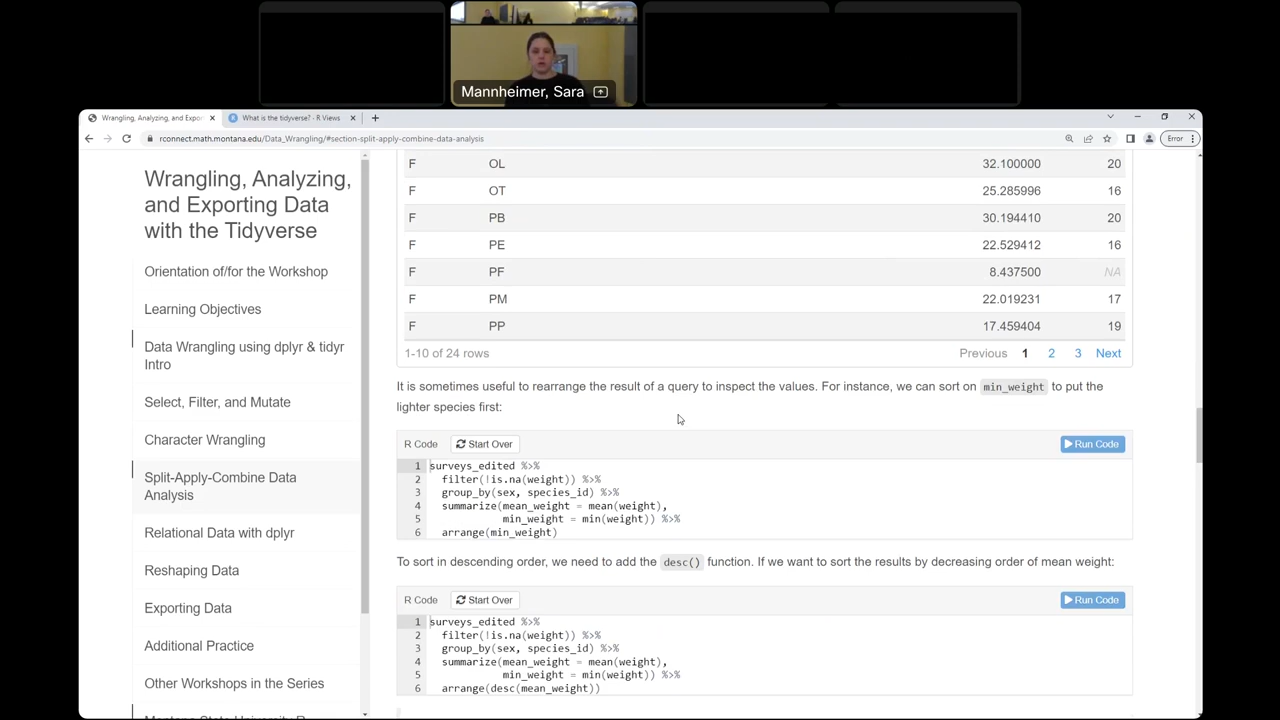 Mannheimer, Sara
Wrangling, Analyzing, and Expor
What is the tidyverse? - R Views
rconnect.math.montana.edu/Data_Wrangling/#section-split-apply-combine-data-analysis
Error
Wrangling, Analyzing,
and Exporting Data
with the Tidyverse
Orientation of/for the Workshop
Learning Objectives
Data Wrangling using dplyr & tidyr
Intro
Select, Filter, and Mutate
Character Wrangling
Split-Apply-Combine Data
Analysis
Relational Data with dplyr
Reshaping Data
Exporting Data
Additional Practice
Other Workshops in the Series
Montana State University R
F OL 32.100000 20
F OT 25.285996 16
F PB 30.194410 20
F PE 22.529412 16
F PF 8.437500 NA
F PM 22.019231 17
F PP 17.459404 19
1-10 of 24 rows Previous 1 2 3 Next
It is sometimes useful to rearrange the result of a query to inspect the values. For instance, we can sort on min_weight to put the
lighter species first:
R Code Start Over Run Code
1 surveys_edited %>%
2 filter(!is.na(weight)) %>%
3 group_by(sex, species_id) %>%
4 summarize(mean_weight = mean(weight),
5 min_weight = min(weight)) %>%
6 arrange(min_weight)
To sort in descending order, we need to add the desc() function. If we want to sort the results by decreasing order of mean weight:
R Code Start Over Run Code
1 surveys_edited %>%
2 filter(!is.na(weight)) %>%
3 group_by(sex, species_id) %>%
4 summarize(mean_weight = mean(weight),
5 min_weight = min(weight)) %>%
6 arrange(desc(mean_weight))